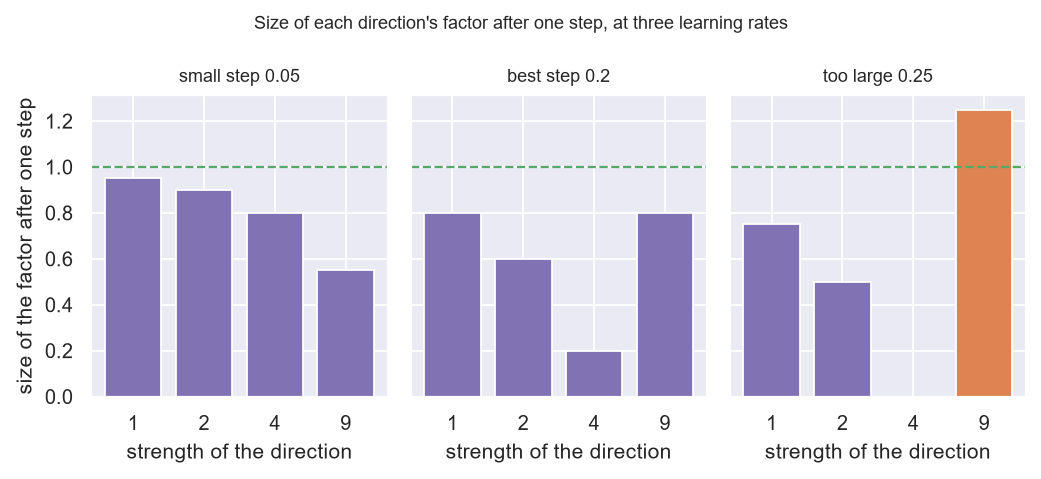 Size of each direction's factor after one step, at three learning rates
small step 0.05
best step 0.2
too large 0.25
size of the factor after one step
1.2
1.0
0.8
0.6
0.4
0.2
0.0
1 2 4 9
1 2 4 9
1 2 4 9
strength of the direction
strength of the direction
strength of the direction